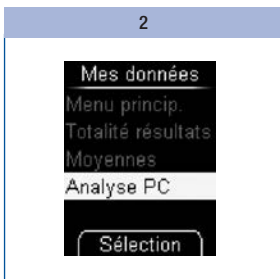 2
Mes données
Menu princip.
Totalité résultats
Moyennes
Analyse PC
Sélection